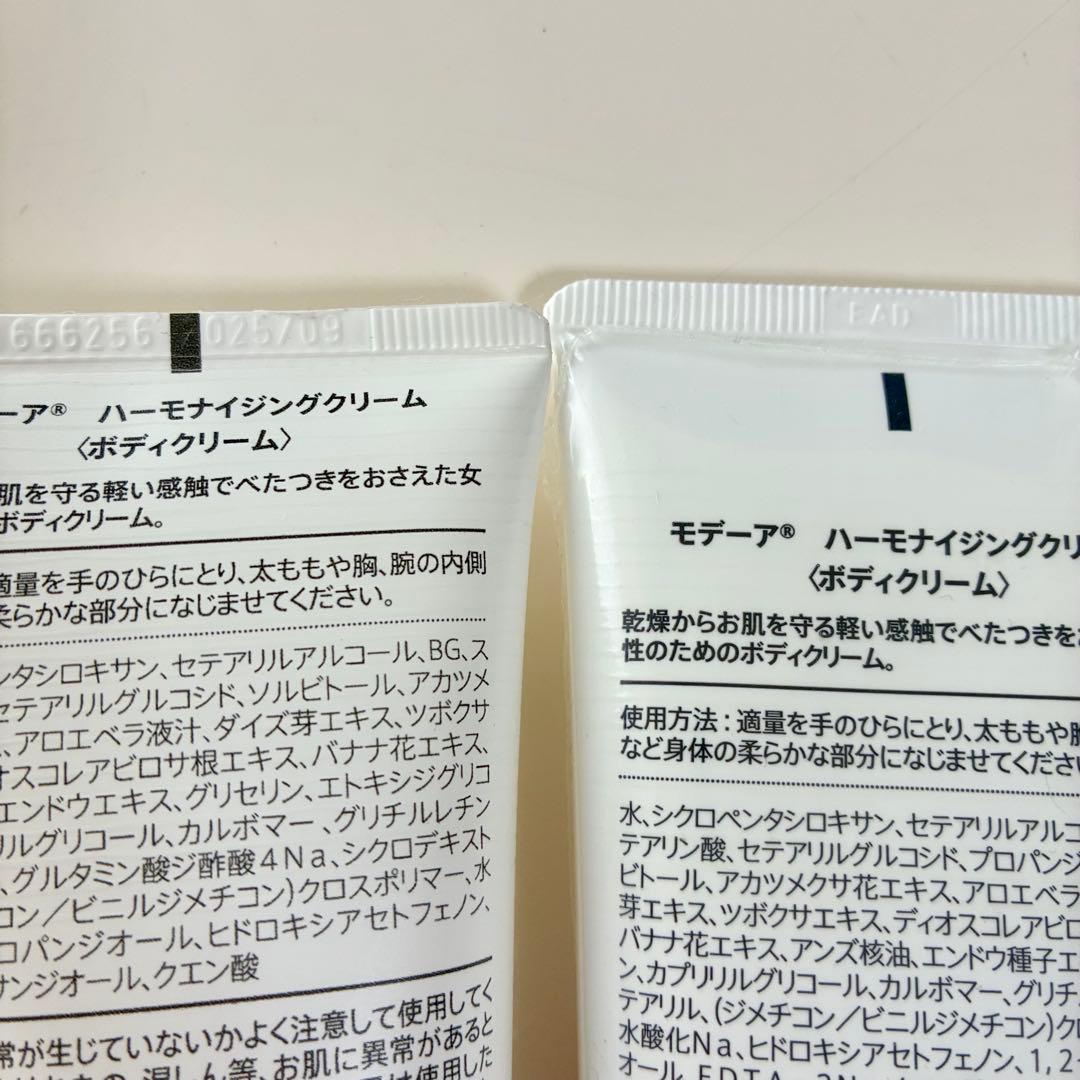 666256 2025/09
ーア® ハーモナイジングクリーム
〈ボディクリーム〉
肌を守る軽い感触でべたつきをおさえた女
ボディクリーム。
適量を手のひらにとり、太ももや胸、腕の内側
柔らかな部分になじませてください。
ンタシロキサン、セテアリルアルコール、BG、ス
セテアリルグルコシド、ソルビトール、アカツメ
、アロエベラ液汁、ダイズ芽エキス、ツボクサ
オスコレアビロサ根エキス、バナナ花エキス、
エンドウエキス、グリセリン、エトキシジグリコ
リルグリコール、カルボマー、グリチルレチン
、グルタミン酸ジ酢酸4Na、シクロデキスト
コン/ビニルジメチコン)クロスポリマー、水
ロパンジオール、ヒドロキシアセトフェノン、
サンジオール、クエン酸
常が生じていないかよく注意して使用してく
湿しん等、お肌に異常があると
は使用した
EAD
モデーア® ハーモナイジングクリ
〈ボディクリーム〉
乾燥からお肌を守る軽い感触でべたつきを
性のためのボディクリーム。
使用方法：適量を手のひらにとり、太ももや胸
など身体の柔らかな部分になじませてください
水、シクロペンタシロキサン、セテアリルアルコ
テアリン酸、セテアリルグルコシド、プロパンジ
ビトール、アカツメクサ花エキス、アロエベラ
芽エキス、ツボクサエキス、ディオスコレアビロ
バナナ花エキス、アンズ核油、エンドウ種子エ
ン、カプリリルグリコール、カルボマー、グリチ
テアリル、(ジメチコン/ビニルジメチコン)ク
水酸化Na、ヒドロキシアセトフェノン、1,2-
オール、EDTA-2N